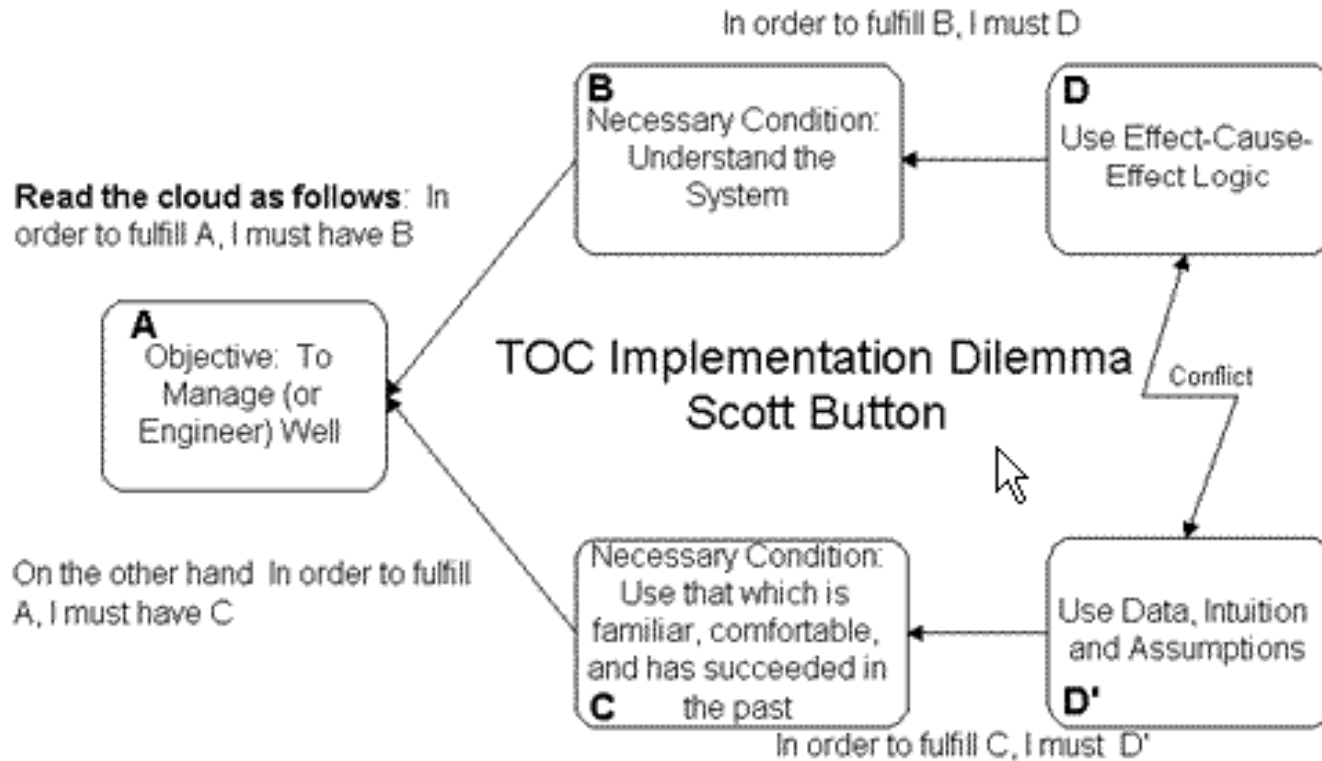 In order to fulfill B, I must D
B
Necessary Condition:
Understand the
System
D
Use Effect-Cause-
Effect Logic
Read the cloud as follows:  In
order to fulfill A, I must have B
A
Objective:  To
Manage (or
Engineer) Well
TOC Implementation Dilemma
Scott Button
Conflict
On the other hand  In order to fulfill
A, I must have C
Necessary Condition:
Use that which is
familiar, comfortable,
and has succeeded in
the past
C
Use Data, Intuition
and Assumptions
D'
In order to fulfill C, I must  D'